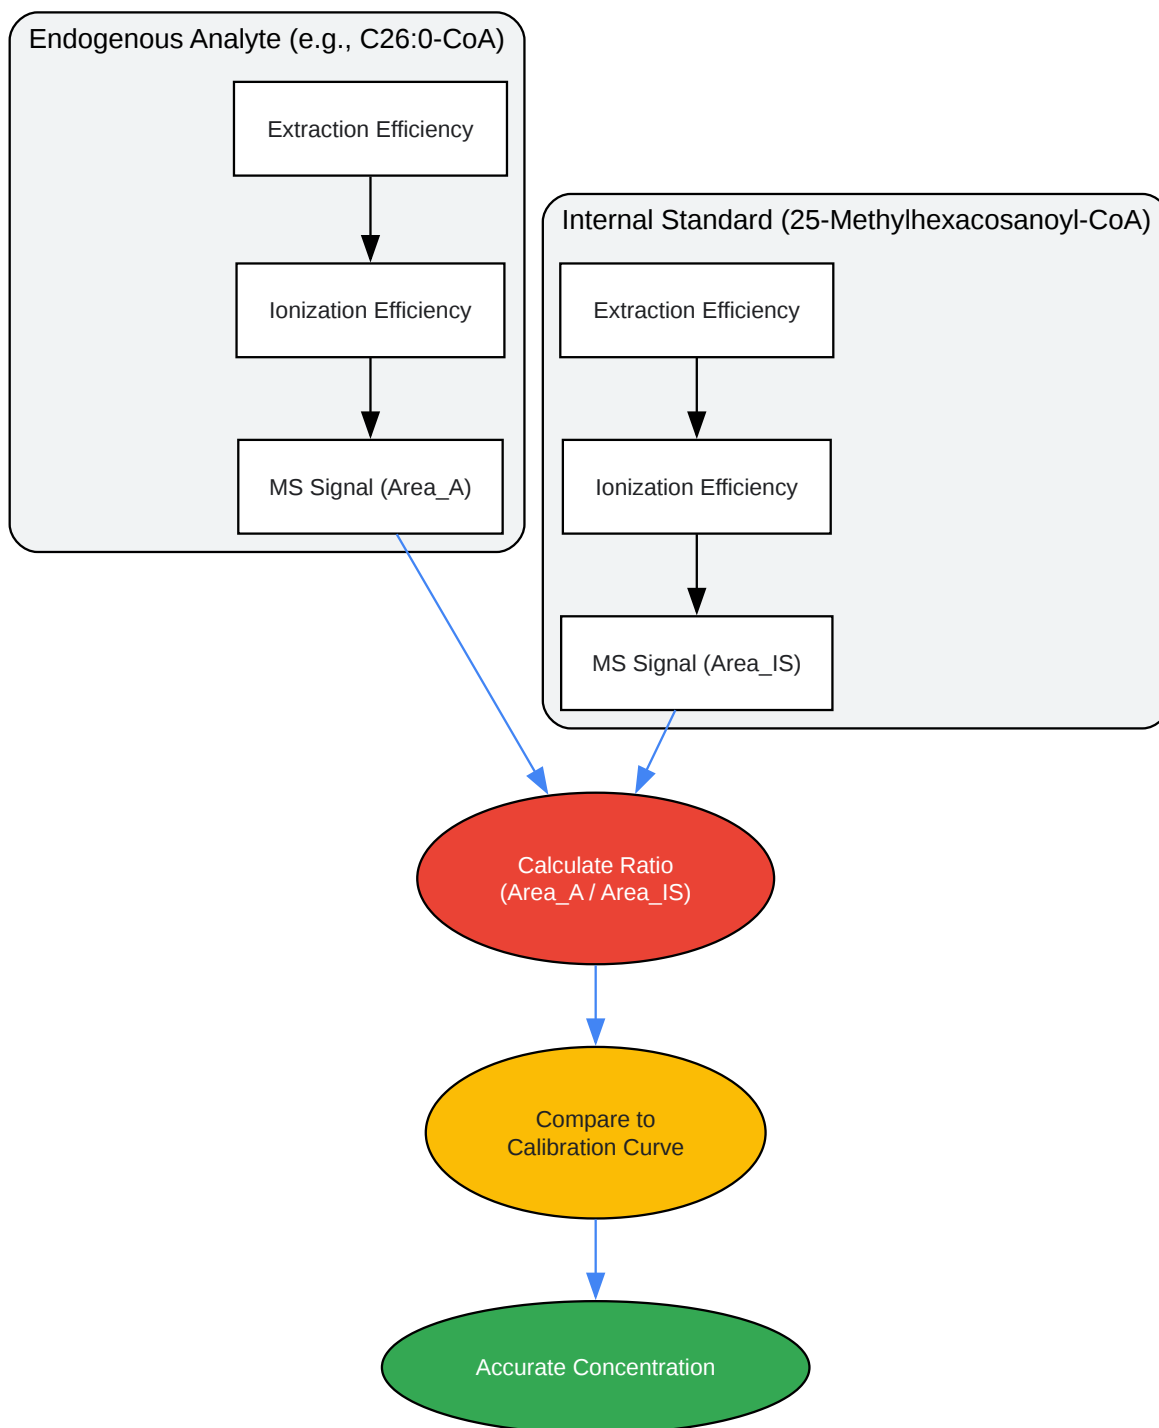 Endogenous Analyte (e.g., C26:0-CoA)
Extraction Efficiency
Ionization Efficiency
MS Signal (Area_A)
Internal Standard (25-Methylhexacosanoyl-CoA)
Extraction Efficiency
Ionization Efficiency
MS Signal (Area_IS)
Calculate Ratio
(Area_A / Area_IS)
Compare to
Calibration Curve
Accurate Concentration